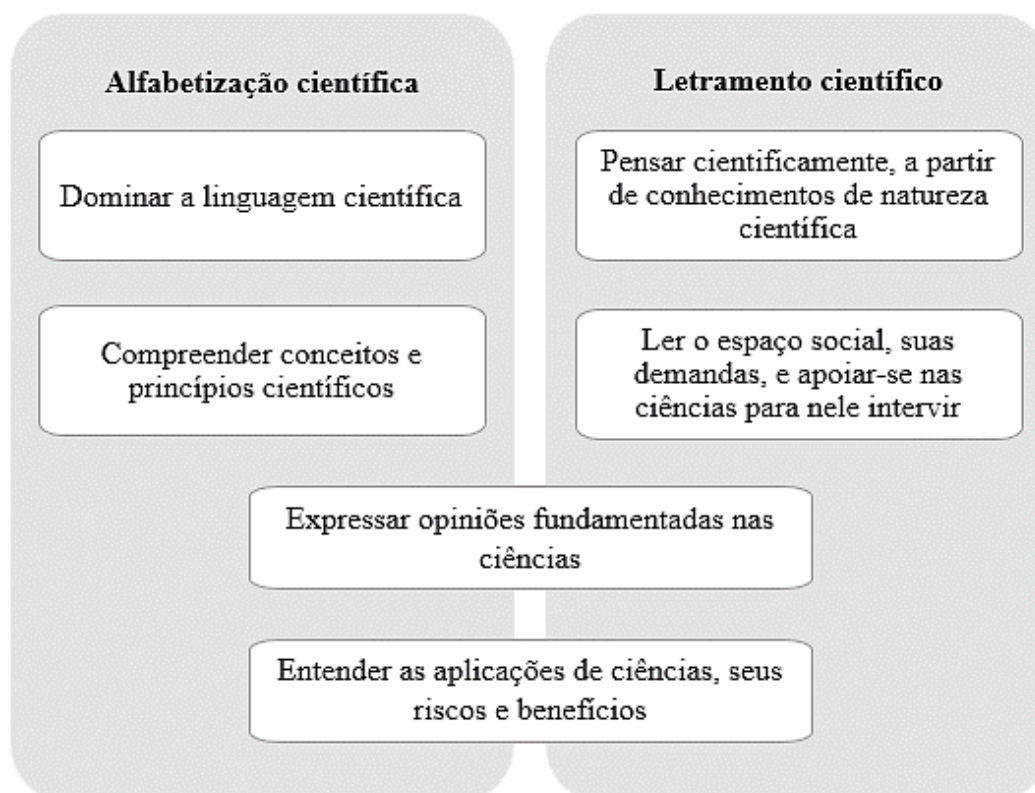 Alfabetização científica
Dominar a linguagem científica
Compreender conceitos e
princípios científicos
Letramento científico
Pensar cientificamente, a partir
de conhecimentos de natureza
científica
Ler o espaço social, suas
demandas, e apoiar-se nas
ciências para nele intervir
Expressar opiniões fundamentadas nas
ciências
Entender as aplicações de ciências, seus
riscos e benefícios